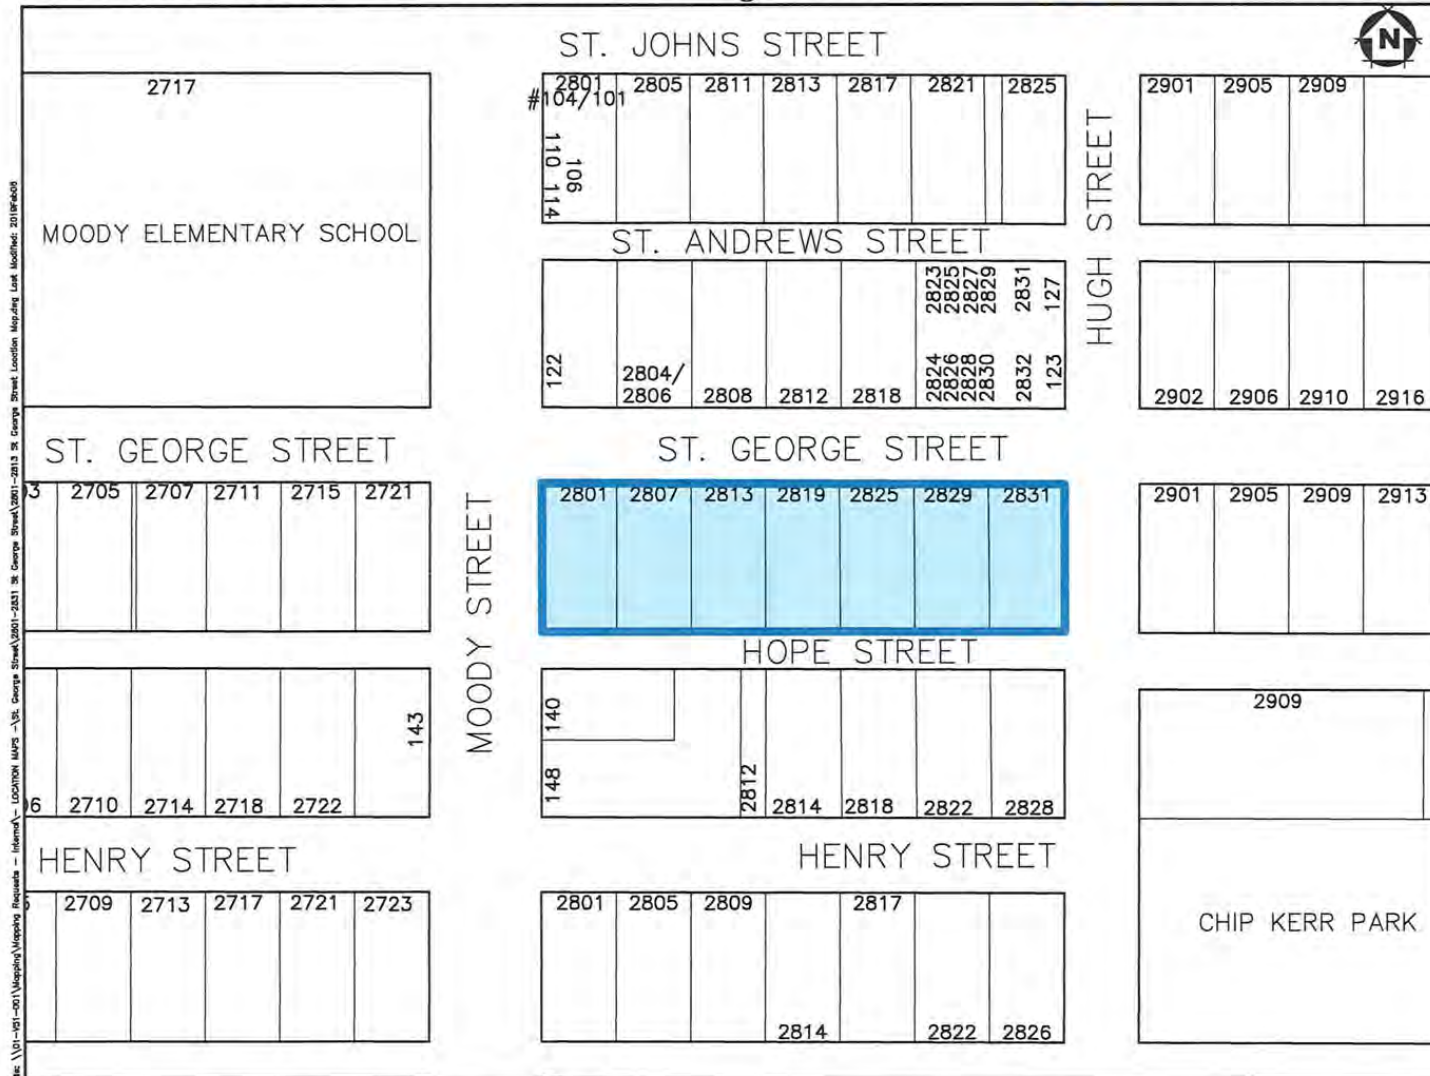 ST. JOHNS STREET
N
2717
2801 2805 2811 2813 2817 2821 2825
#104/101
2901 2905 2909
110 106
114
HUGH STREET
MOODY ELEMENTARY SCHOOL
ST. ANDREWS STREET
2823 2825 2827 2829 2831 127
122
2804/
2806 2808 2812 2818
2824 2826 2828 2830 2832 123
2902 2906 2910 2916
ST. GEORGE STREET
ST. GEORGE STREET
2705 2707 2711 2715 2721
MOODY STREET
2801 2807 2813 2819 2825 2829 2831
2901 2905 2909 2913
HOPE STREET
143
2710 2714 2718 2722
140
148
2812 2814 2818 2822 2828
2909
HENRY STREET
HENRY STREET
2709 2713 2717 2721 2723
2801 2805 2809 2817
2814 2822 2826
CHIP KERR PARK